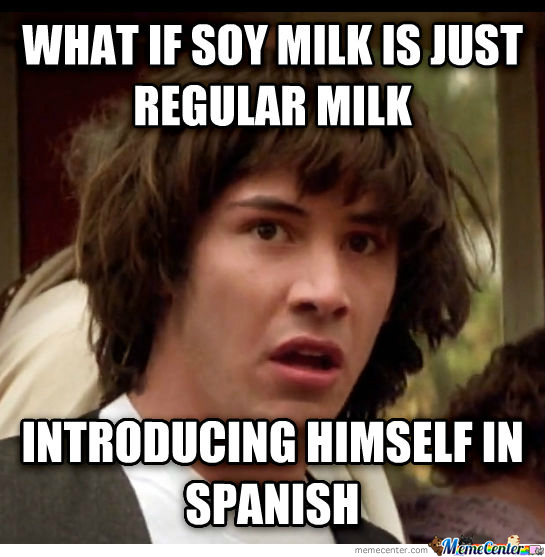 WHAT IF SOY MILK IS JUST
REGULAR MILK
INTRODUCING HIMSELF IN
SPANISH
memecenter.com MemeCenter